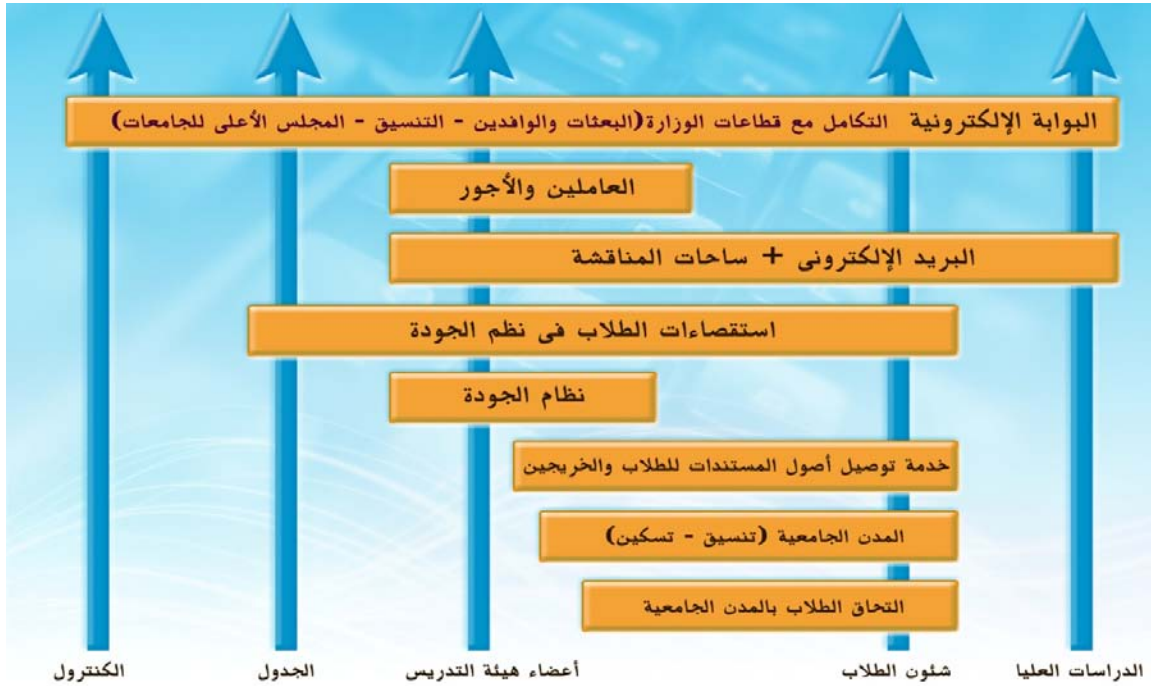 البوابة الإلكترونية التكامل مع قطاعات الوزارة(البعثات والوافدين - التنسيق - المجلس الأعلى للجامعات)
العاملين والأجور
البريد الإلكترونى + ساحات المناقشة
استقصاءات الطلاب فى نظم الجودة
نظام الجودة
خدمة توصيل أصول المستندات للطلاب والخريجين
المدن الجامعية (تنسيق - تسكين)
التحاق الطلاب بالمدن الجامعية
الدراسات العليا
شئون الطلاب
أعضاء هيئة التدريس
الجدول
الكنترول